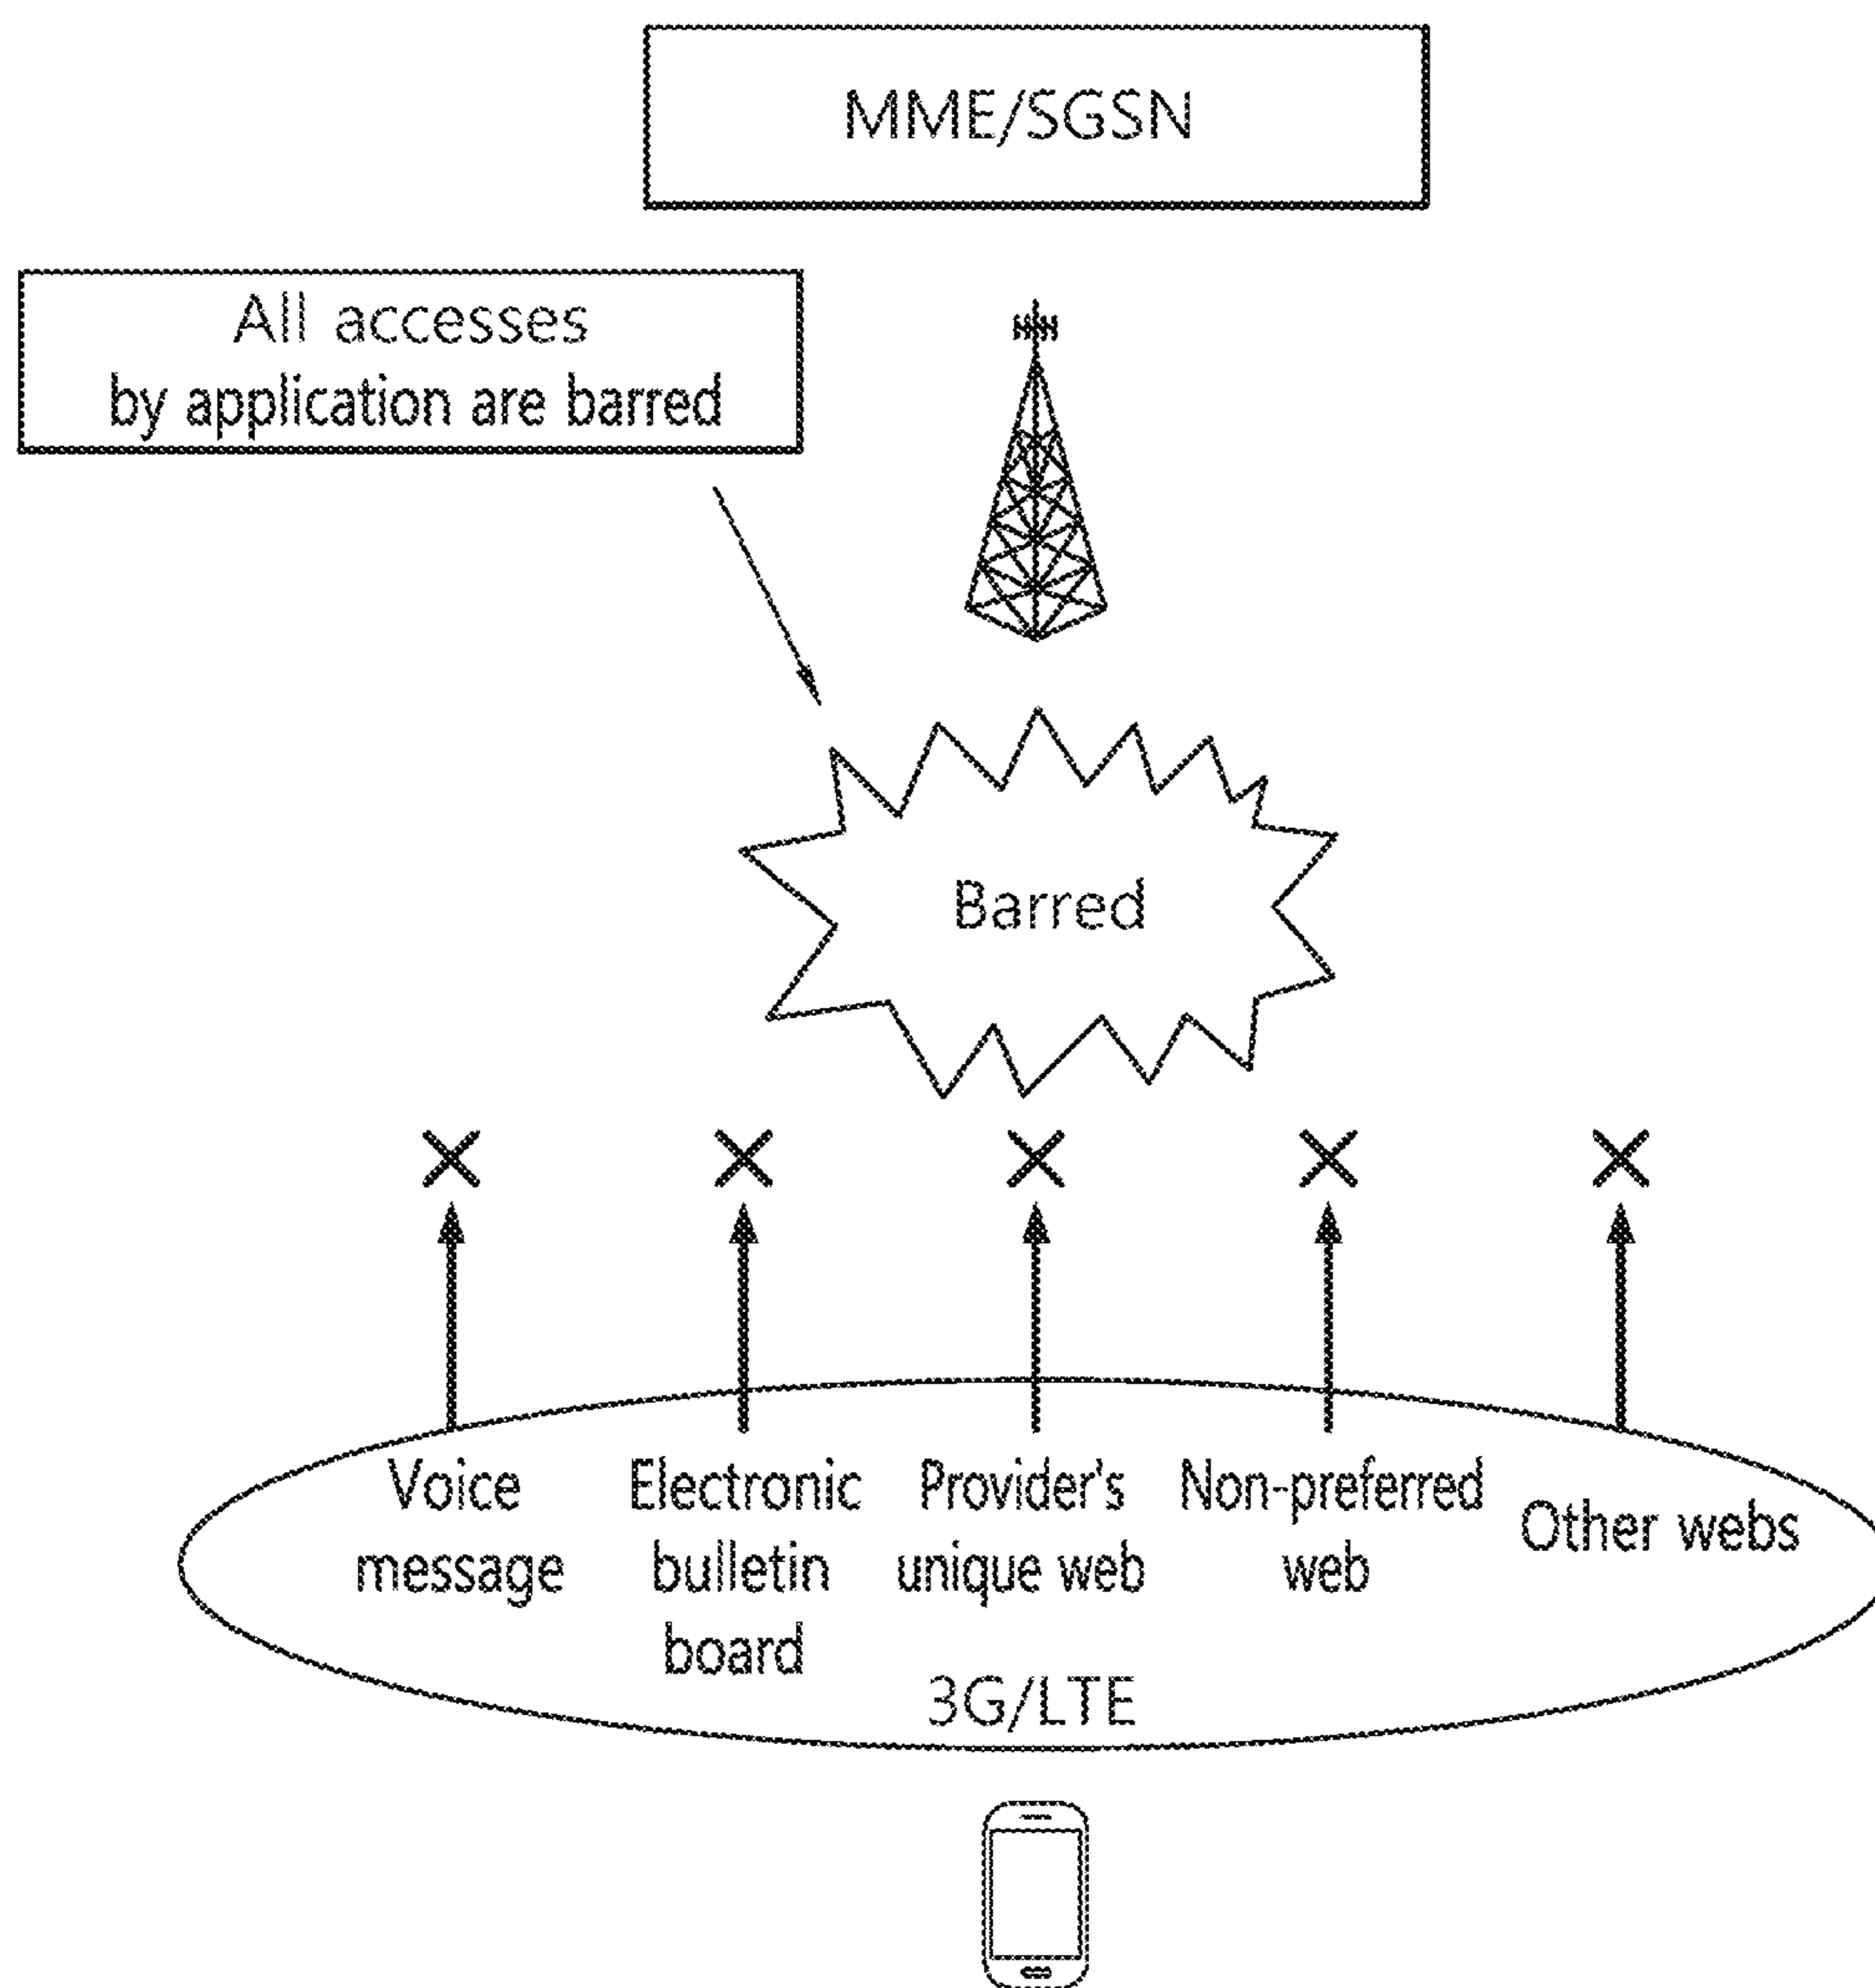 MME/SGSN
All accesses
by application are barred
Barred
Voice
message
Electronic
bulletin
board
Provider's
unique web
Non-preferred
web
Other webs
3G/LTE